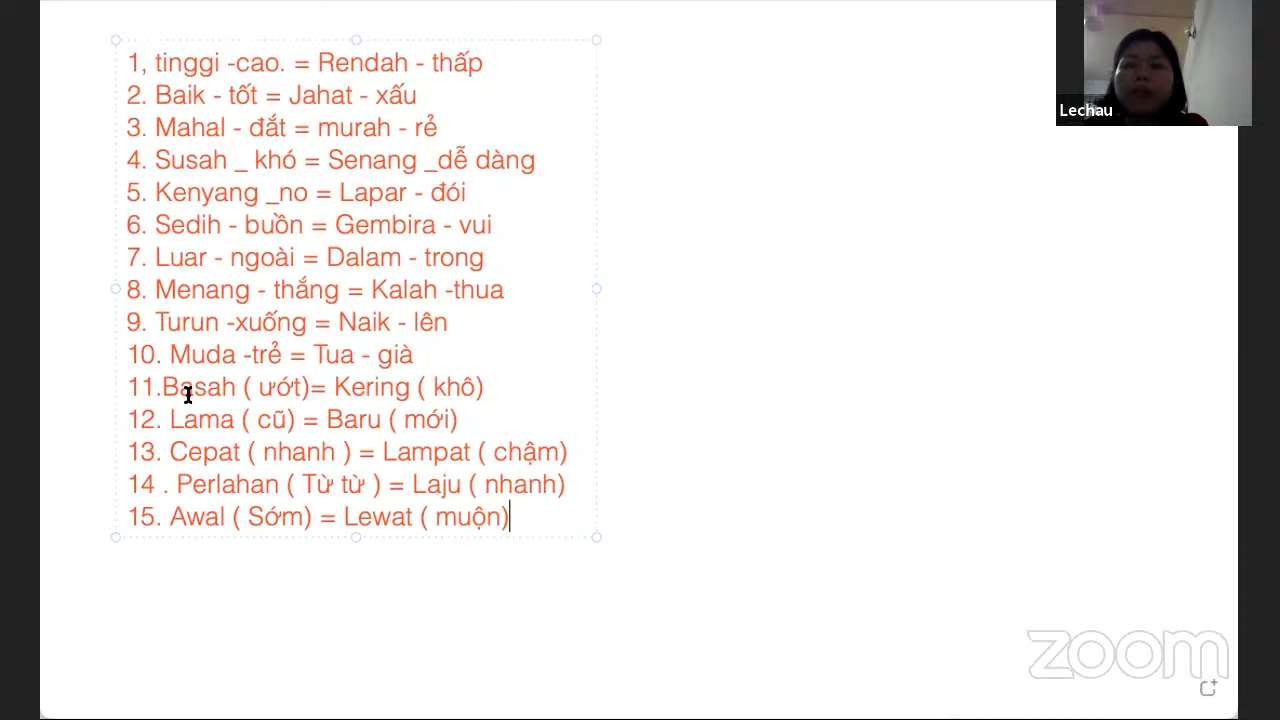 1, tinggi -cao. = Rendah - thấp
2. Baik - tốt = Jahat - xấu
3. Mahal - đắt = murah - rẻ
4. Susah _ khó = Senang _dễ dàng
5. Kenyang _no = Lapar - đói
6. Sedih - buồn = Gembira - vui
7. Luar - ngoài = Dalam - trong
8. Menang - thắng = Kalah -thua
9. Turun -xuống = Naik - lên
10. Muda -trẻ = Tua - già
11.Basah ( ướt)= Kering ( khô)
12. Lama ( cũ) = Baru ( mới)
13. Cepat ( nhanh ) = Lampat ( chậm)
14 . Perlahan ( Từ từ ) = Laju ( nhanh)
15. Awal ( Sớm) = Lewat ( muộn)
Lechau
zoom